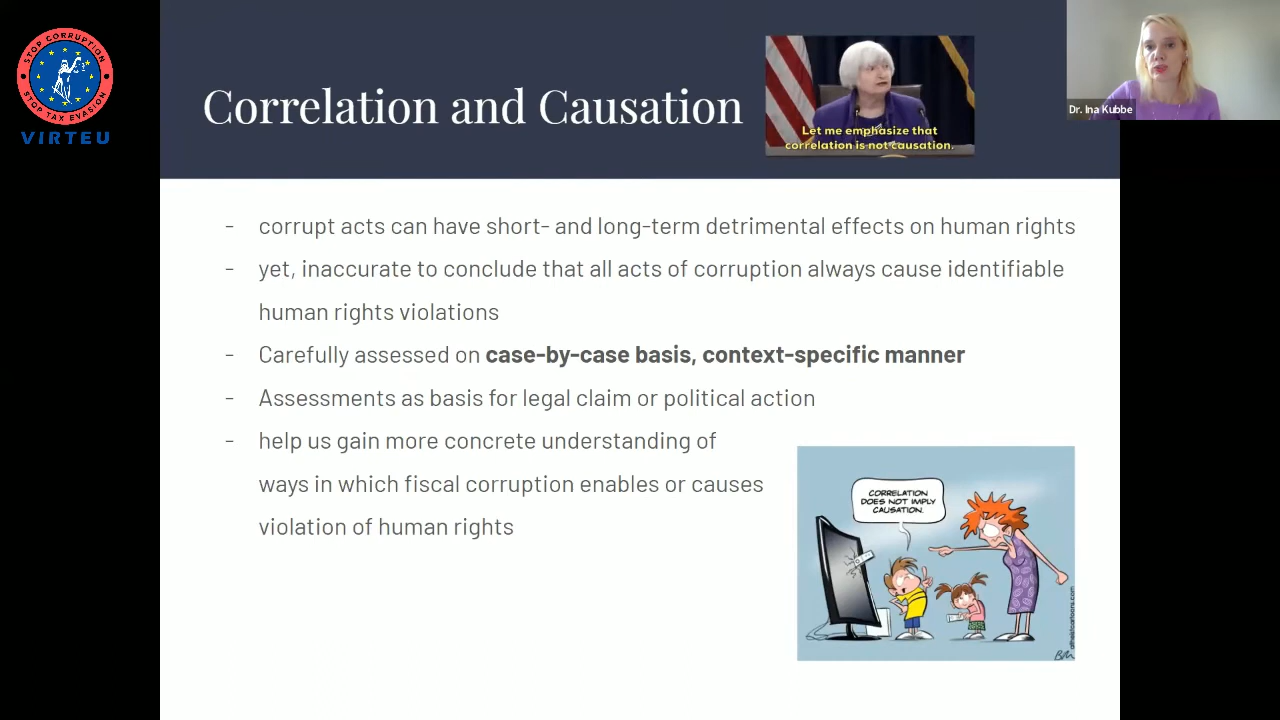 STOP CORRUPTION
STOP TAX EVASION
VIRTEU
Correlation and Causation
Let me emphasize that
correlation is not causation.
Dr. Ina Kubbe
- corrupt acts can have short- and long-term detrimental effects on human rights
- yet, inaccurate to conclude that all acts of corruption always cause identifiable
human rights violations
- Carefully assessed on case-by-case basis, context-specific manner
- Assessments as basis for legal claim or political action
- help us gain more concrete understanding of
ways in which fiscal corruption enables or causes
violation of human rights
CORRELATION
DOES NOT IMPLY
CAUSATION.
atheistcartoons.com